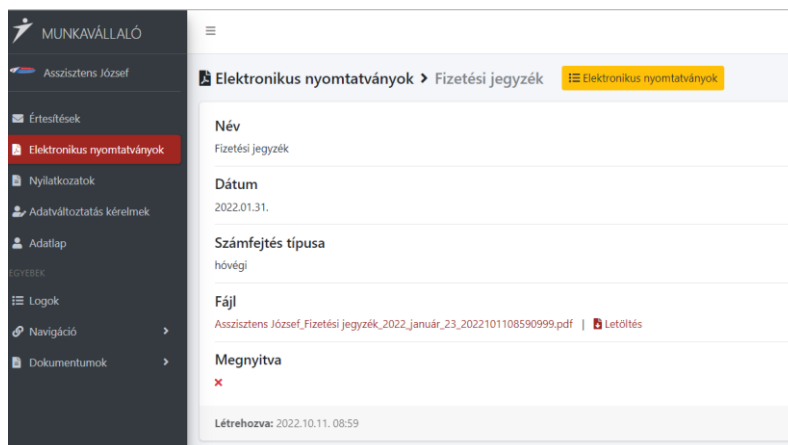 MUNKAVÁLLALÓ
Asszisztens József
Értesítések
Elektronikus nyomtatványok
Nyilatkozatok
Adatváltoztatás kérelmek
Adatlap
EGYEBEK
Logok
Navigáció
Dokumentumok
Elektronikus nyomtatványok > Fizetési jegyzék Elektronikus nyomtatványok
Név
Fizetési jegyzék
Dátum
2022.01.31.
Számfejtés típusa
hóvégi
Fájl
Asszisztens József_Fizetési jegyzék_2022_január_23_2022101108590999.pdf | Letöltés
Megnyitva
Létrehozva: 2022.10.11. 08:59